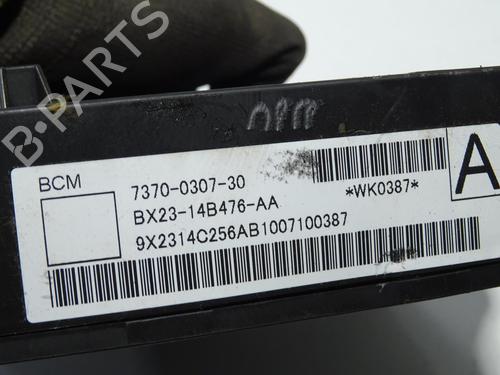 B-PARTS
BCM
7370-0307-30
BX23-14B476-AA
9X2314C256AB1007100387
*WK0387*
A